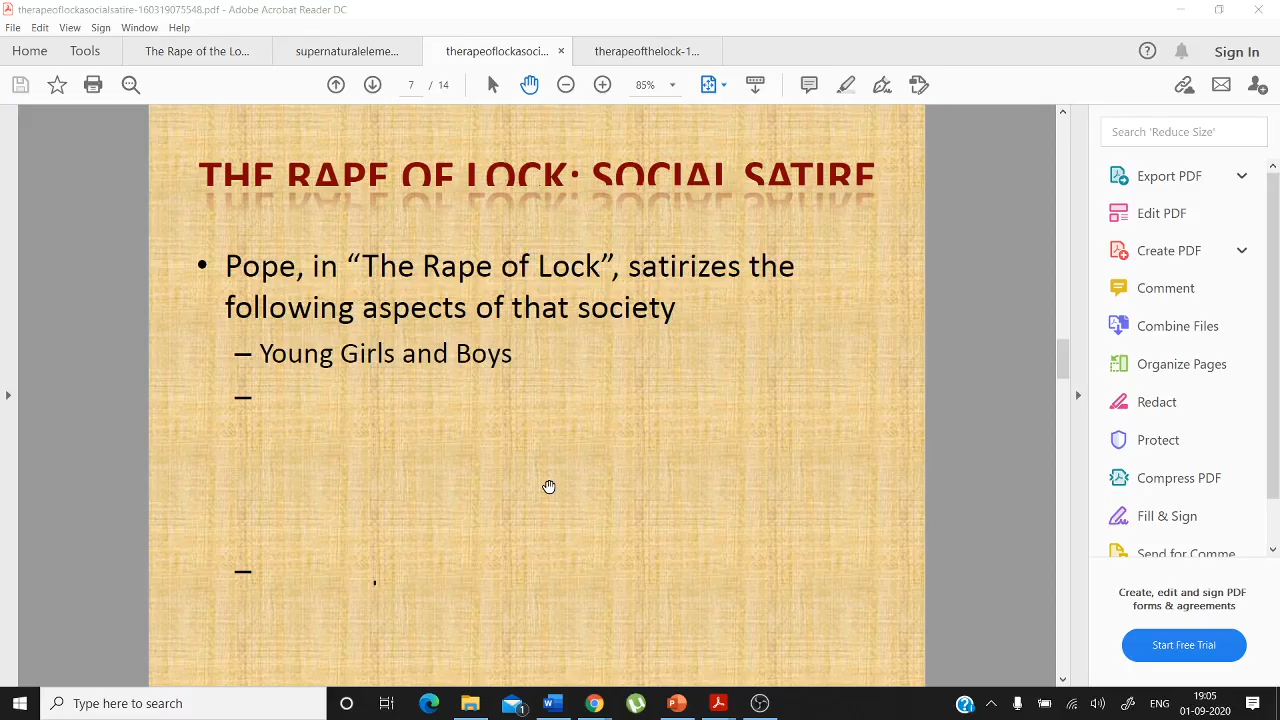 therapeoflockasocialsatire-160319075548.pdf - Adobe Acrobat Reader DC
File Edit View Sign Window Help
Home Tools The Rape of the Lo... supernaturaleleme... therapeoflockasoci... × therapeofthelock-1... Sign In
7 / 14 85%
THE RAPE OF LOCK: SOCIAL SATIRE
• Pope, in “The Rape of Lock”, satirizes the
following aspects of that society
– Young Girls and Boys
–
–
Search 'Reduce Size'
Export PDF
Edit PDF
Create PDF
Comment
Combine Files
Organize Pages
Redact
Protect
Compress PDF
Fill & Sign
Send for Comme
Create, edit and sign PDF
forms & agreements
Start Free Trial
Type here to search
1
ENG
19:05
01-09-2020